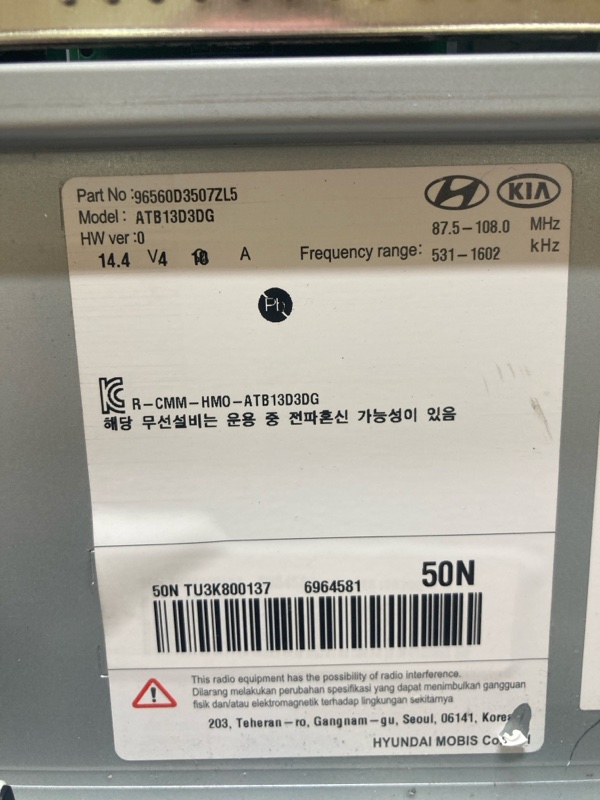 Part No :96560D3507ZL5
Model : ATB13D3DG
HW ver :0
14.4 V A
KIA
87.5-108.0 MHz
Frequency range: 531-1602 kHz
Pb
R-CMM-HMO-ATB13D3DG
해당 무선설비는 운용 중 전파혼신 가능성이 있음
50N TU3K800137 6964581 50N
This radio equipment has the possibility of radio interference.
Dilarang melakukan perubahan spesifikasi yang dapat menimbulkan gangguan
fisik dan/atau elektromagnetik terhadap lingkungan sekitarnya
203, Teheran-ro, Gangnam-gu, Seoul, 06141, Korea
HYUNDAI MOBIS